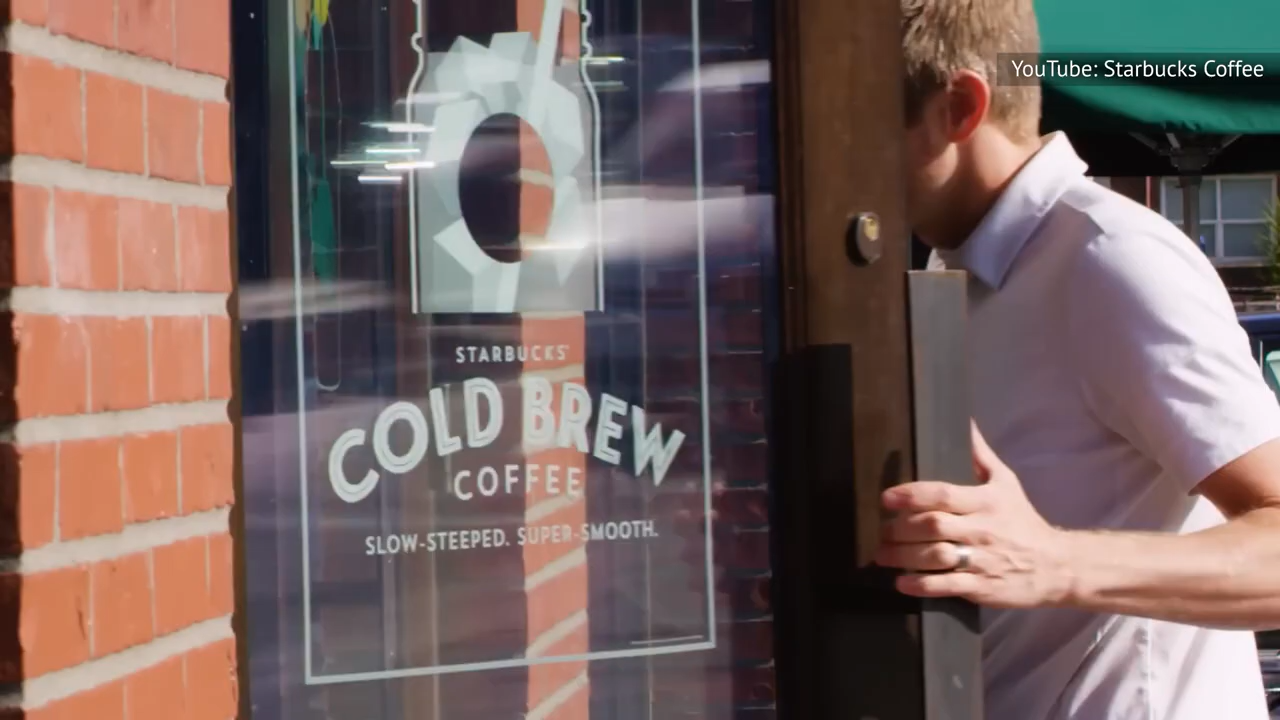 YouTube: Starbucks Coffee
STARBUCKS
COLD BREW
COFFEE
SLOW-STEEPED. SUPER-SMOOTH.